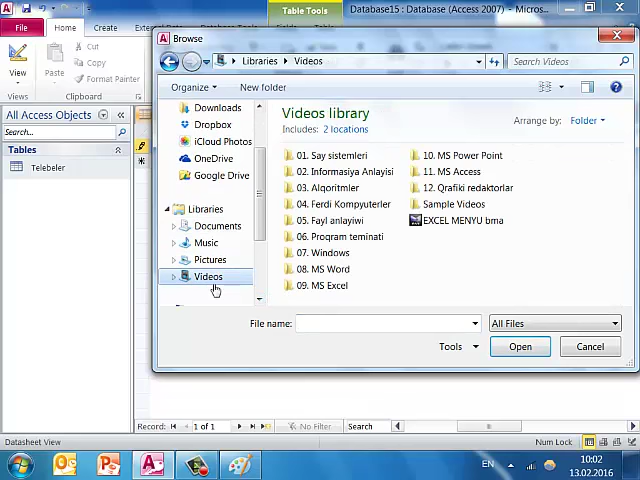 Table Tools
Database15 : Database (Access 2007) - Micros...
File
Home
Create
External Data
Database Tools
Fields
Table
View
Paste
Cut
Copy
Format Painter
Views
Clipboard
Browse
Libraries
Videos
Search Videos
Organize
New folder
All Access Objects
Search...
Tables
Telebeler
Downloads
Dropbox
iCloud Photos
OneDrive
Google Drive
Libraries
Documents
Music
Pictures
Videos
Videos library
Includes: 2 locations
Arrange by: Folder
01. Say sistemleri
02. Informasiya Anlayisi
03. Alqoritmler
04. Ferdi Kompyuterler
05. Fayl anlayiwi
06. Proqram teminati
07. Windows
08. MS Word
09. MS Excel
10. MS Power Point
11. MS Access
12. Qrafiki redaktorlar
Sample Videos
EXCEL MENYU bma
File name:
All Files
Tools
Open
Cancel
Record:
1 of 1
No Filter
Search
Datasheet View
Num Lock
EN
10:02
13.02.2016